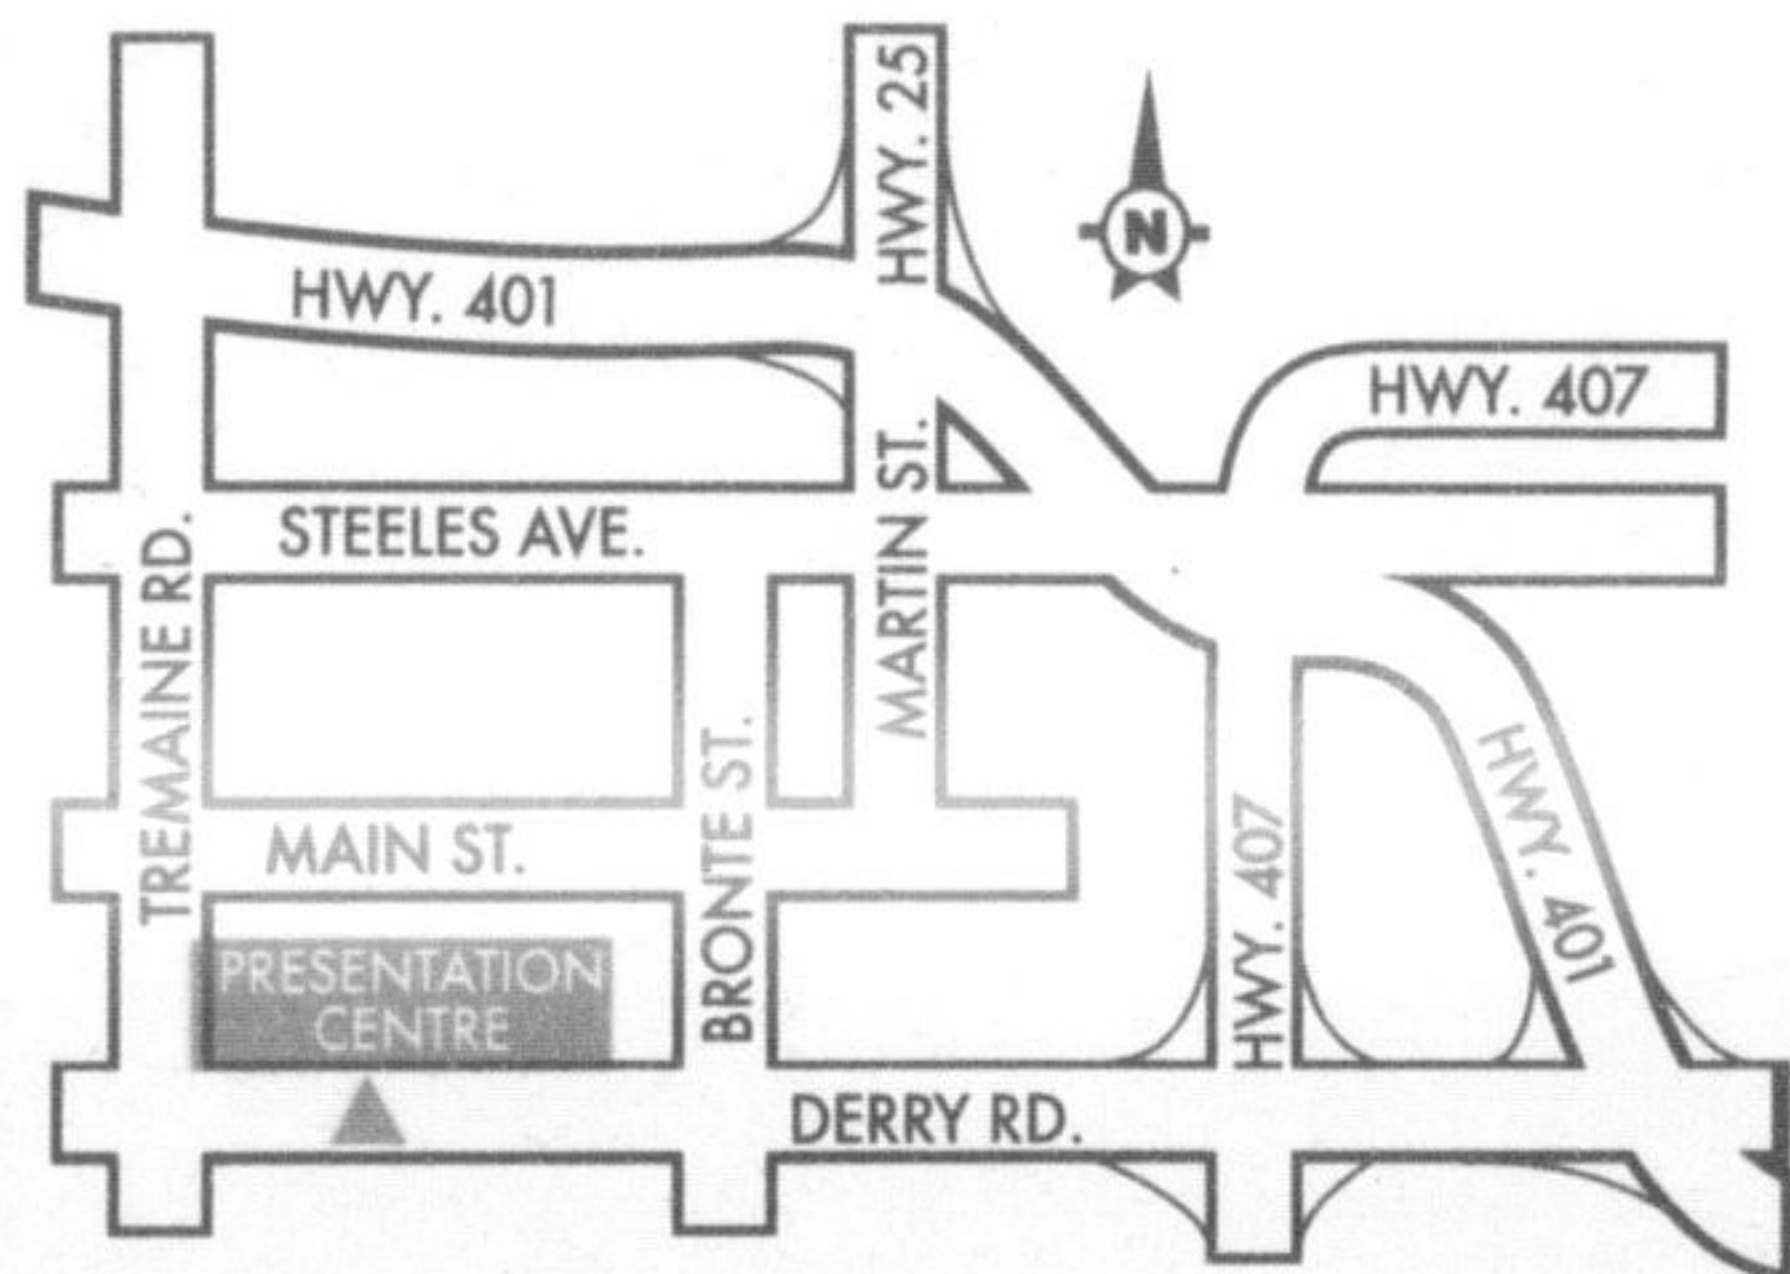 HWY. 25
N
HWY. 401
HWY. 407
STEELES AVE.
MARTIN ST.
TREMAINE RD.
BRONTE ST.
HWY. 401
MAIN ST.
HWY. 407
PRESENTATION
CENTRE
DERRY RD.